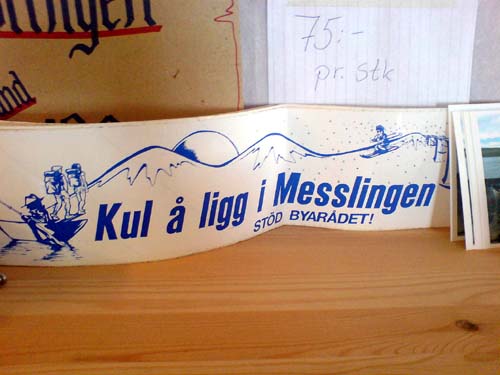 75:-
pr. stk
Kul å ligg i Messlingen
STÖD BYARÅDET!